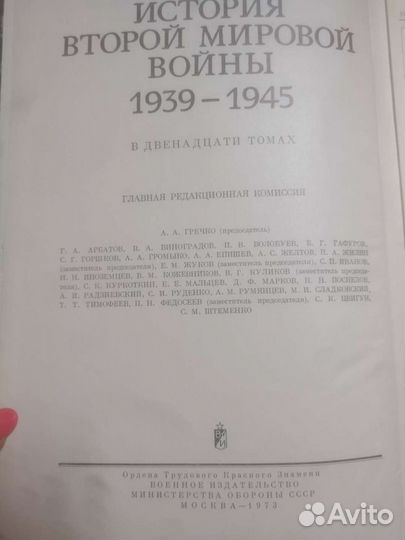 ИСТОРИЯ
ВТОРОЙ МИРОВОЙ
ВОЙНЫ
1939–1945
В ДВЕНАДЦАТИ ТОМАХ
ГЛАВНАЯ РЕДАКЦИОННАЯ КОМИССИЯ
А. А. ГРЕЧКО (председатель)
Г. А. АРБАТОВ, В. А. ВИНОГРАДОВ, П. В. ВОЛОБУЕВ, Б. Г. ГАФУРОВ,
С. Г. ГОРШКОВ, А. А. ГРОМЫКО, А. А. ЕПИШЕВ, А. С. ЖЕЛТОВ, П. А. ЖИЛИН
(заместитель председателя), Е. М. ЖУКОВ (заместитель председателя), С. П. ИВАНОВ,
Н. Н. ИНОЗЕМЦЕВ, В. М. КОЖЕВНИКОВ, В. Г. КУЛИКОВ (заместитель председа-
теля), С. К. КУРКОТКИН, Е. Е. МАЛЬЦЕВ, Д. Ф. МАРКОВ, П. Н. ПОСПЕЛОВ,
А. И. РАДЗИЕВСКИЙ, С. И. РУДЕНКО, А. М. РУМЯНЦЕВ, М. И. СЛАДКОВСКИЙ,
Т. Т. ТИМОФЕЕВ, П. Н. ФЕДОСЕЕВ (заместитель председателя), С. К. ЦВИГУН,
С. М. ШТЕМЕНКО
Ордена Трудового Красного Знамени
ВОЕННОЕ ИЗДАТЕЛЬСТВО
МИНИСТЕРСТВА ОБОРОНЫ СССР
МОСКВА—1973
Avito